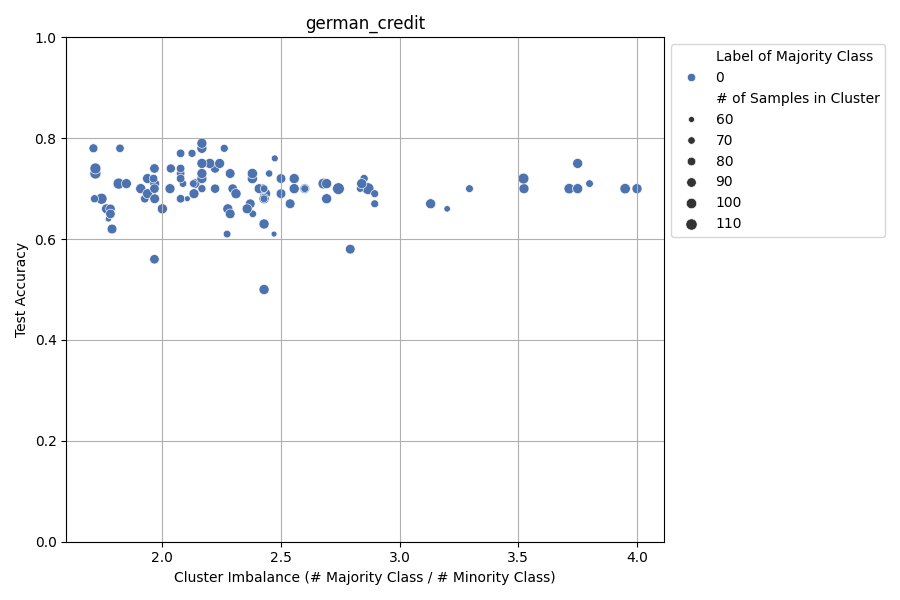 german_credit
1.0
0.8
0.6
0.4
0.2
0.0
Test Accuracy
2.0 2.5 3.0 3.5 4.0
Cluster Imbalance (# Majority Class / # Minority Class)
Label of Majority Class
0
# of Samples in Cluster
60
70
80
90
100
110